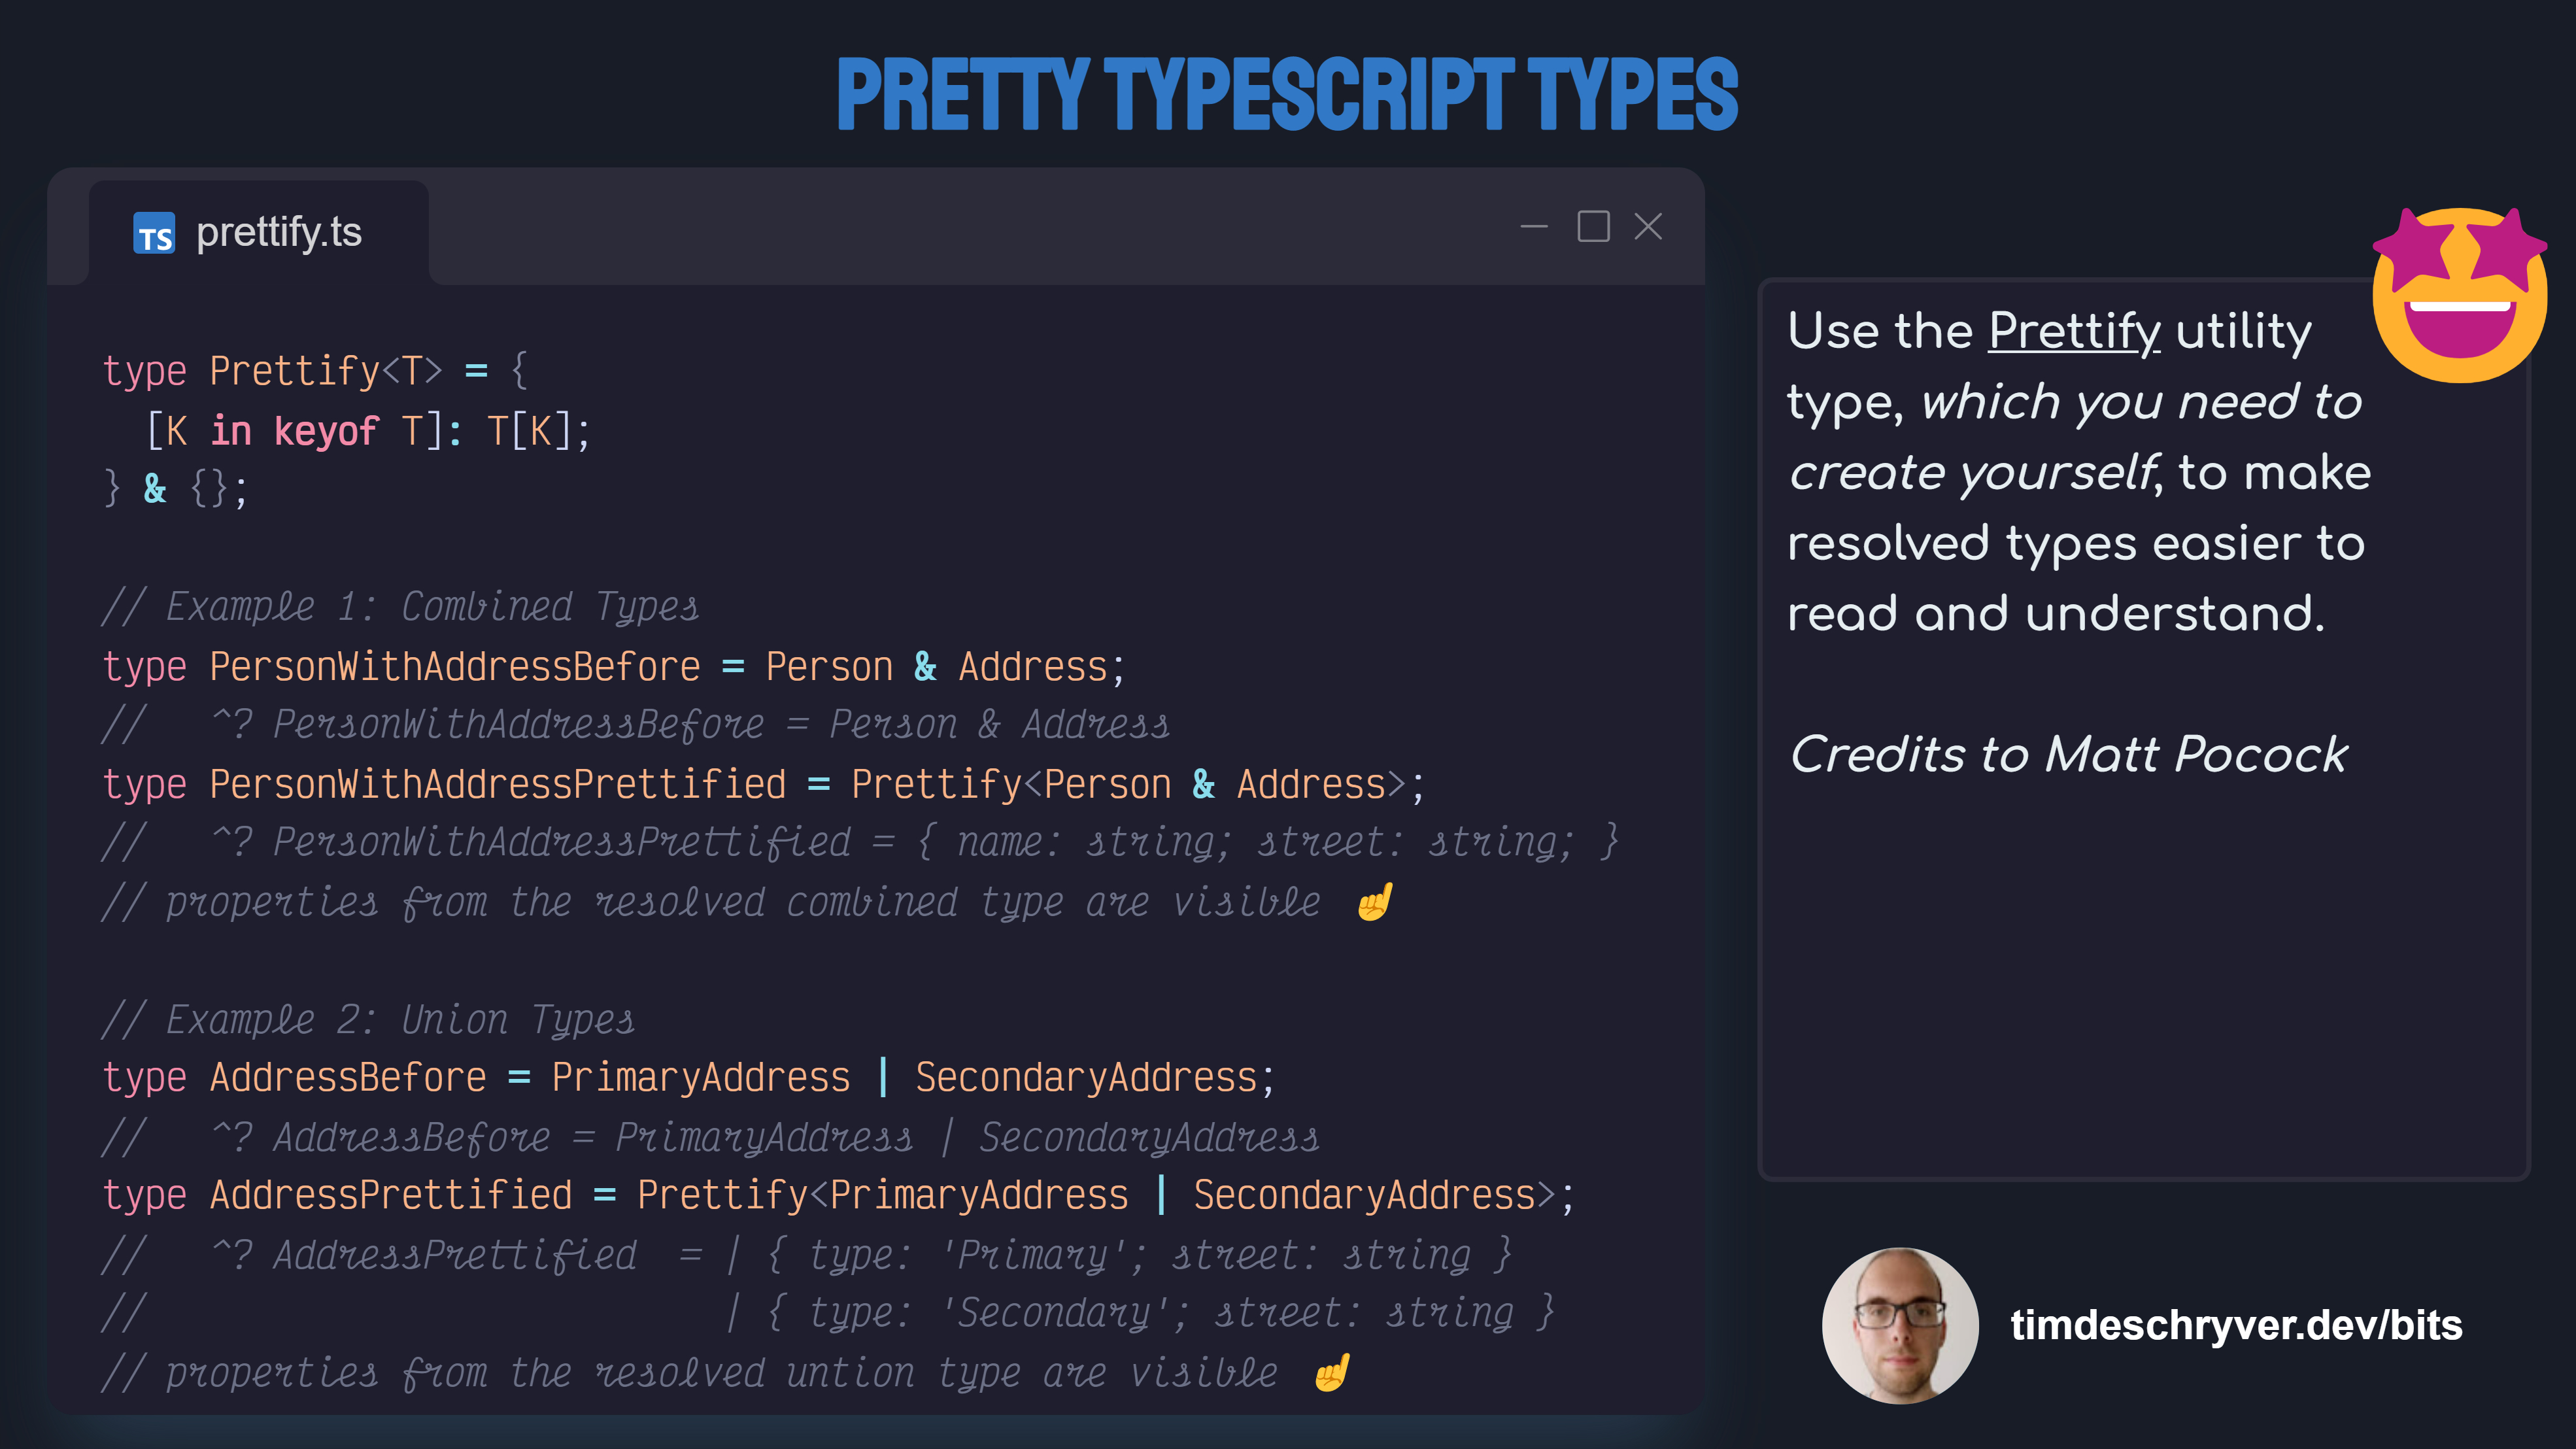 PRETTY TYPESCRIPT TYPES
TS prettify.ts
type Prettify<T> = {
  [K in keyof T]: T[K];
} & {};
// Example 1: Combined Types
type PersonWithAddressBefore = Person & Address;
//   ^? PersonWithAddressBefore = Person & Address
type PersonWithAddressPrettified = Prettify<Person & Address>;
//   ^? PersonWithAddressPrettified = { name: string; street: string; }
// properties from the resolved combined type are visible ☝️
// Example 2: Union Types
type AddressBefore = PrimaryAddress | SecondaryAddress;
//   ^? AddressBefore = PrimaryAddress | SecondaryAddress
type AddressPrettified = Prettify<PrimaryAddress | SecondaryAddress>;
//   ^? AddressPrettified  = | { type: 'Primary'; street: string }
//                           | { type: 'Secondary'; street: string }
// properties from the resolved untion type are visible ☝️
Use the Prettify utility
type, which you need to
create yourself, to make
resolved types easier to
read and understand.
Credits to Matt Pocock
timdeschryver.dev/bits